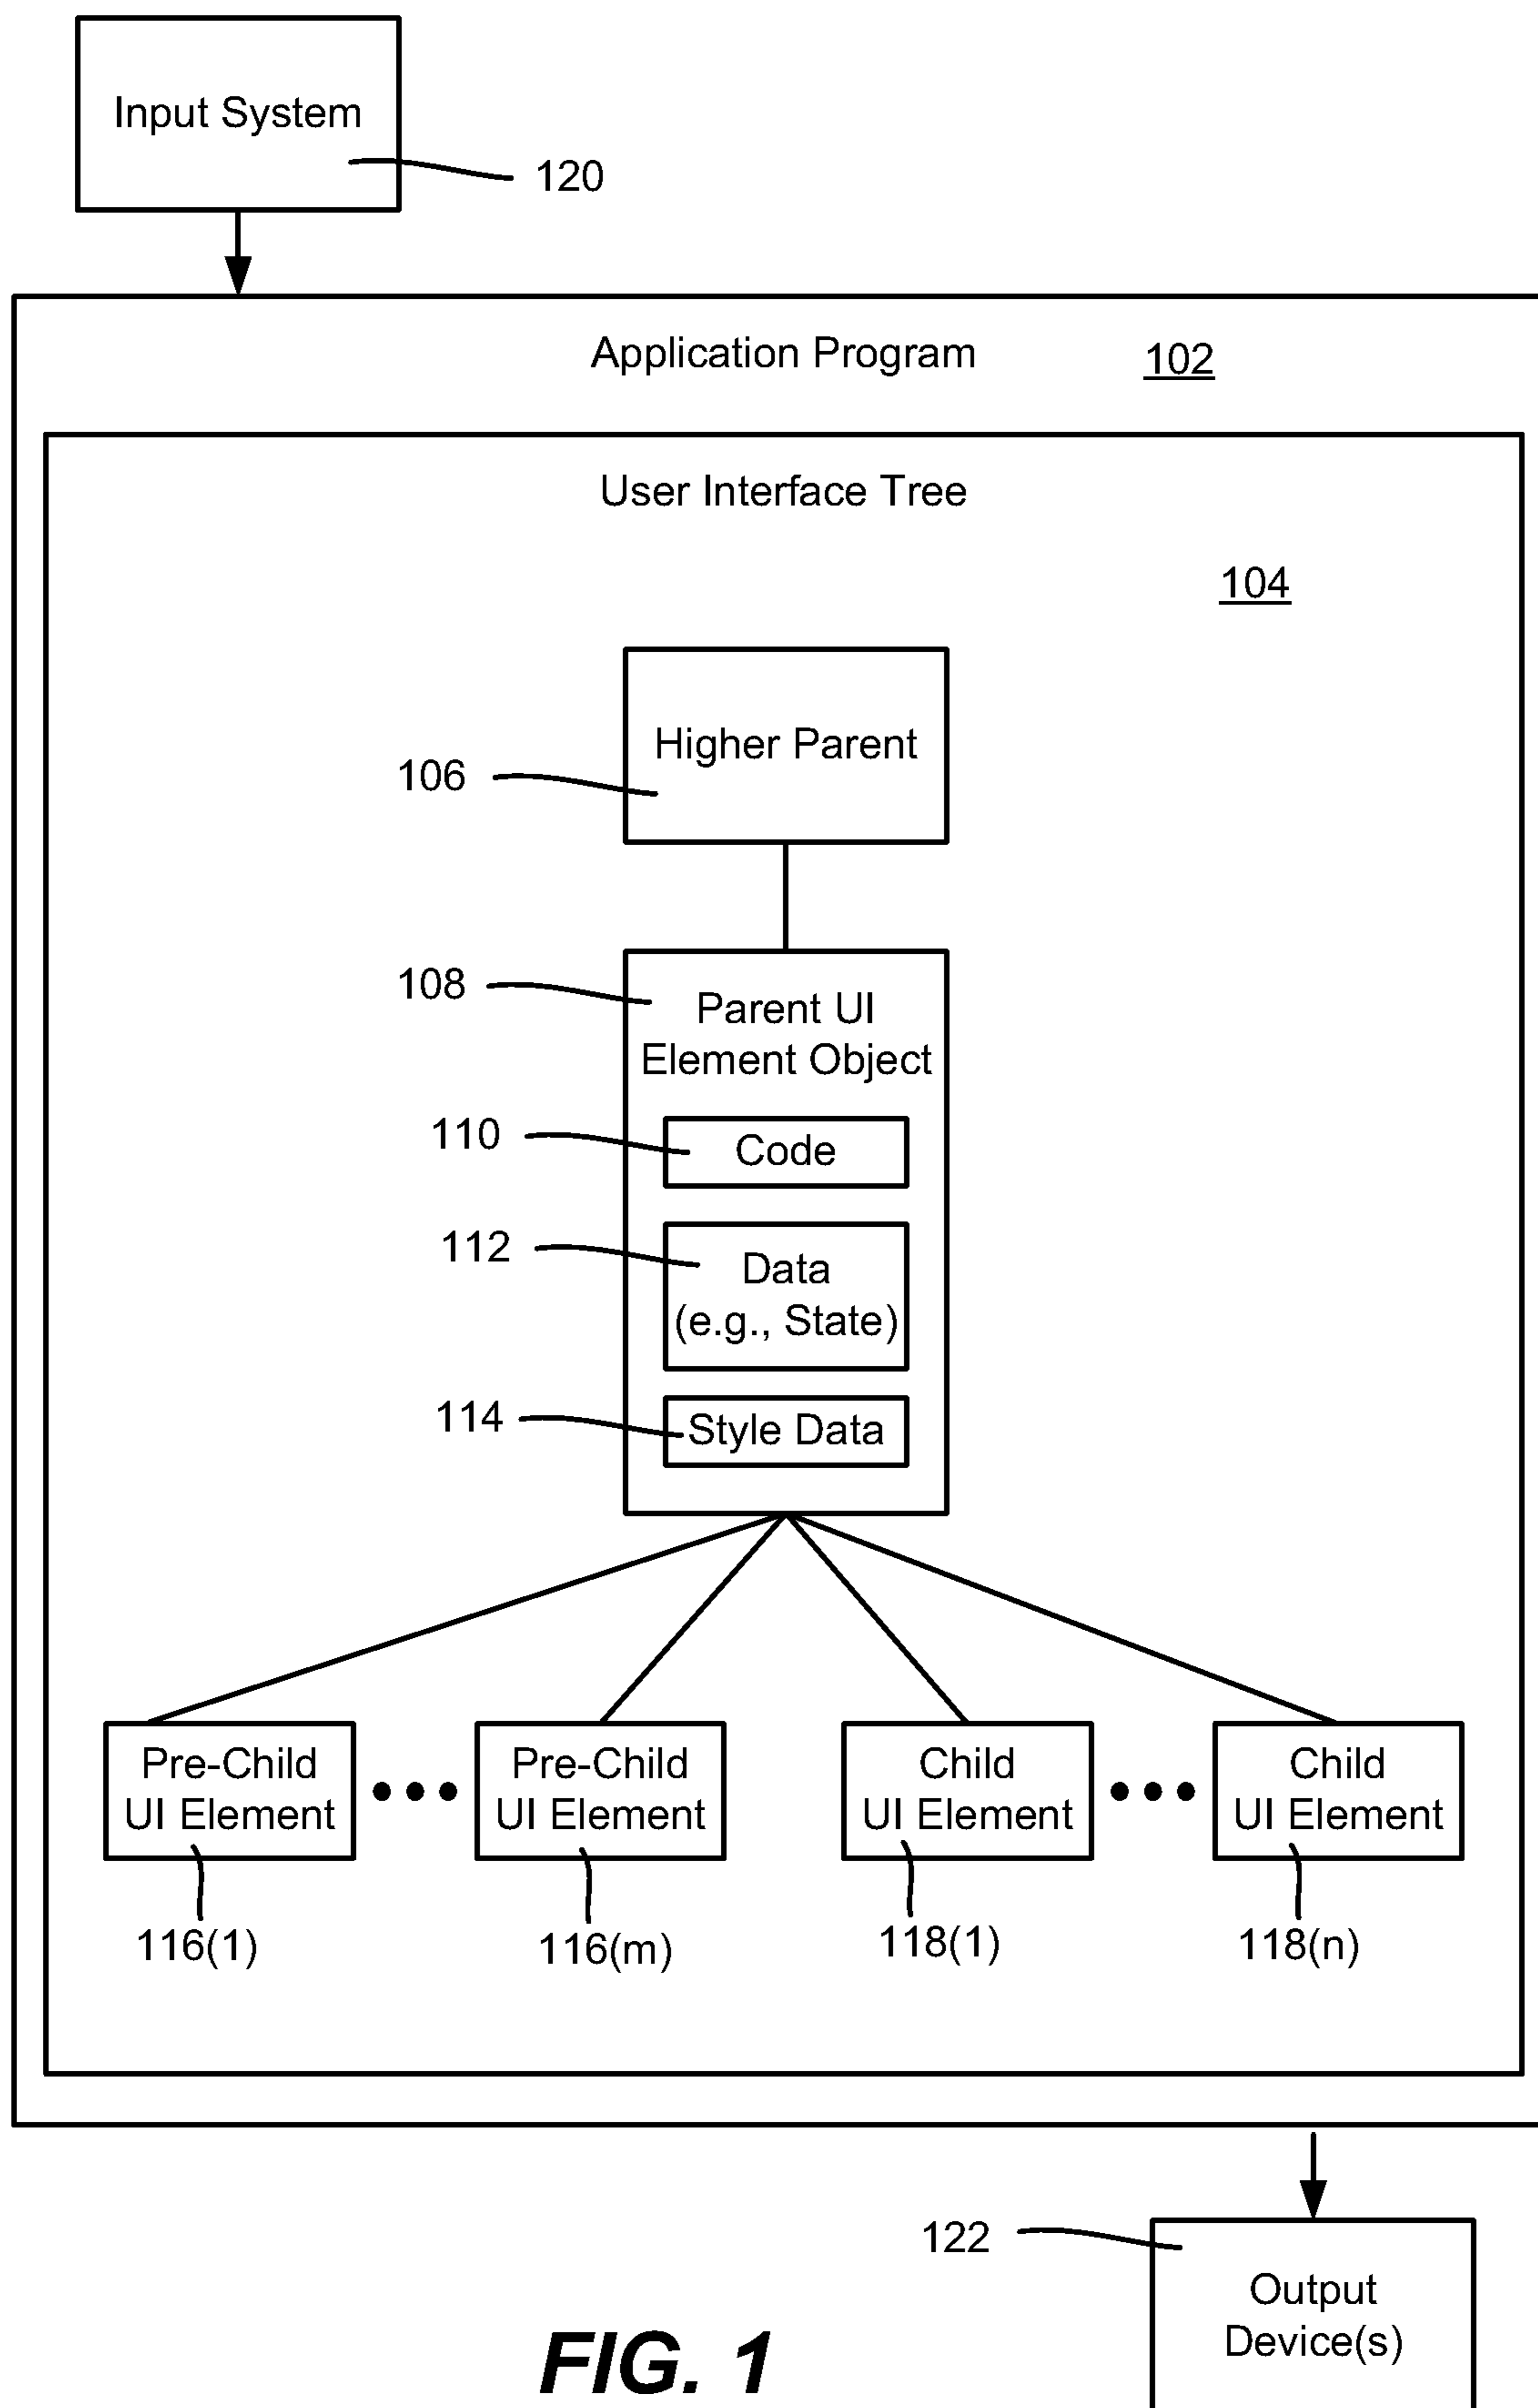 Input System
120
Application Program
102
User Interface Tree
104
Higher Parent
106
108
Parent UI
Element Object
110
Code
112
Data
(e.g., State)
114
Style Data
Pre-Child
UI Element
Pre-Child
UI Element
Child
UI Element
Child
UI Element
116(1)
116(m)
118(1)
118(n)
122
Output
Device(s)
FIG. 1